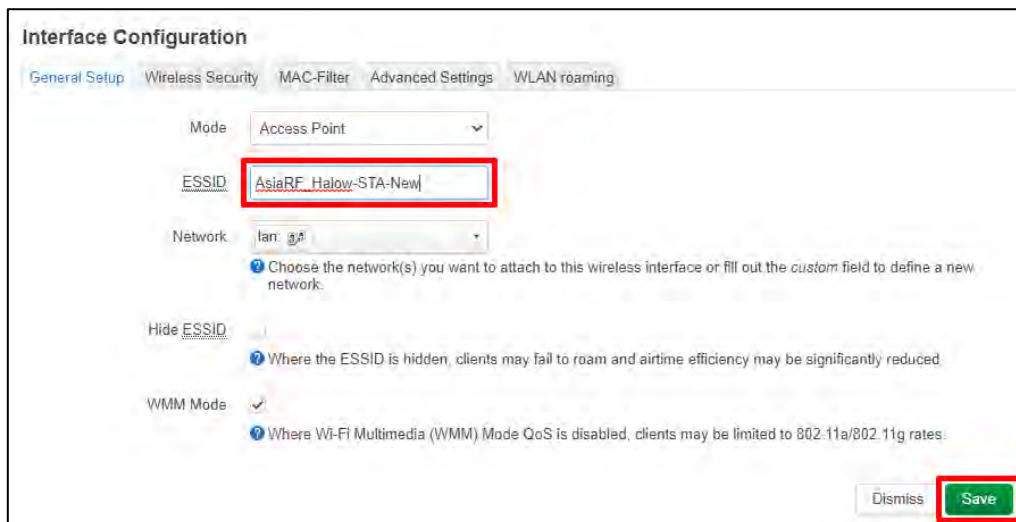 Interface Configuration
General Setup Wireless Security MAC-Filter Advanced Settings WLAN roaming
Mode Access Point
ESSID AsiaRF_Halow-STA-New
Network lan:
Choose the network(s) you want to attach to this wireless interface or fill out the custom field to define a new
network.
Hide ESSID
Where the ESSID is hidden, clients may fail to roam and airtime efficiency may be significantly reduced.
WMM Mode
Where Wi-Fi Multimedia (WMM) Mode QoS is disabled, clients may be limited to 802.11a/802.11g rates.
Dismiss Save